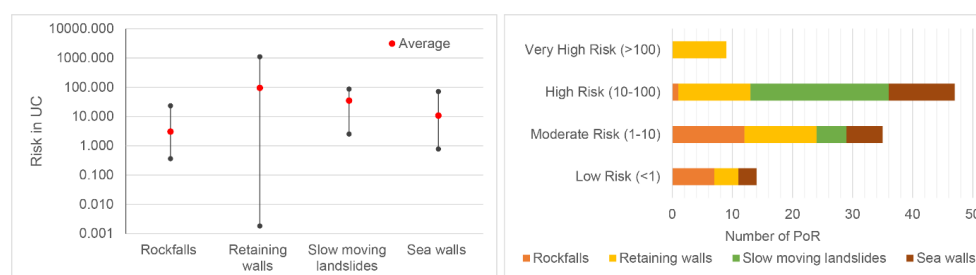 10000.000
1000.000
100.000
10.000
1.000
0.100
0.010
0.001
Risk in UC
Average
Rockfalls
Retaining
walls
Slow moving
landslides
Sea walls
Very High Risk (>100)
High Risk (10-100)
Moderate Risk (1-10)
Low Risk (<1)
0 10 20 30 40 50
Number of PoR
Rockfalls Retaining walls Slow moving landslides Sea walls